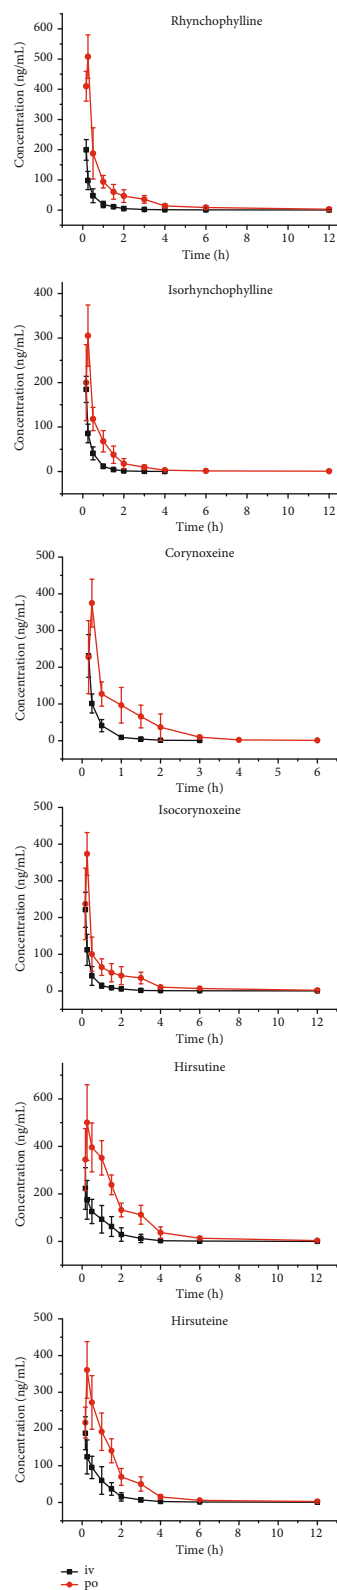 Rhynchophylline
Concentration (ng/mL)
600
500
400
300
200
100
0
0 2 4 6 8 10 12
Time (h)
Isorhynchophylline
Concentration (ng/mL)
400
300
200
100
0
0 2 4 6 8 10 12
Time (h)
Corynoxeine
Concentration (ng/mL)
500
400
300
200
100
0
0 1 2 3 4 5 6
Time (h)
Isocorynoxeine
Concentration (ng/mL)
500
400
300
200
100
0
0 2 4 6 8 10 12
Time (h)
Hirsutine
Concentration (ng/mL)
600
400
200
0
0 2 4 6 8 10 12
Time (h)
Hirsuteine
Concentration (ng/mL)
500
400
300
200
100
0
0 2 4 6 8 10 12
Time (h)
iv
po